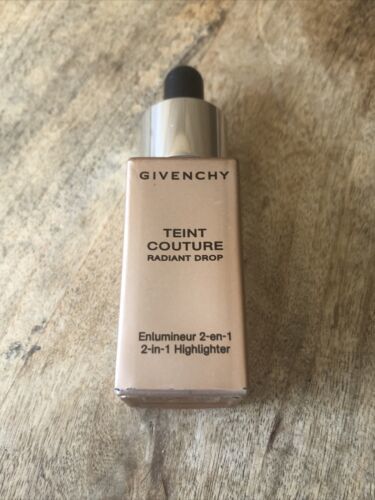 GIVENCHY
TEINT
COUTURE
RADIANT DROP
Enlumineur 2-en-1
2-in-1 Highlighter